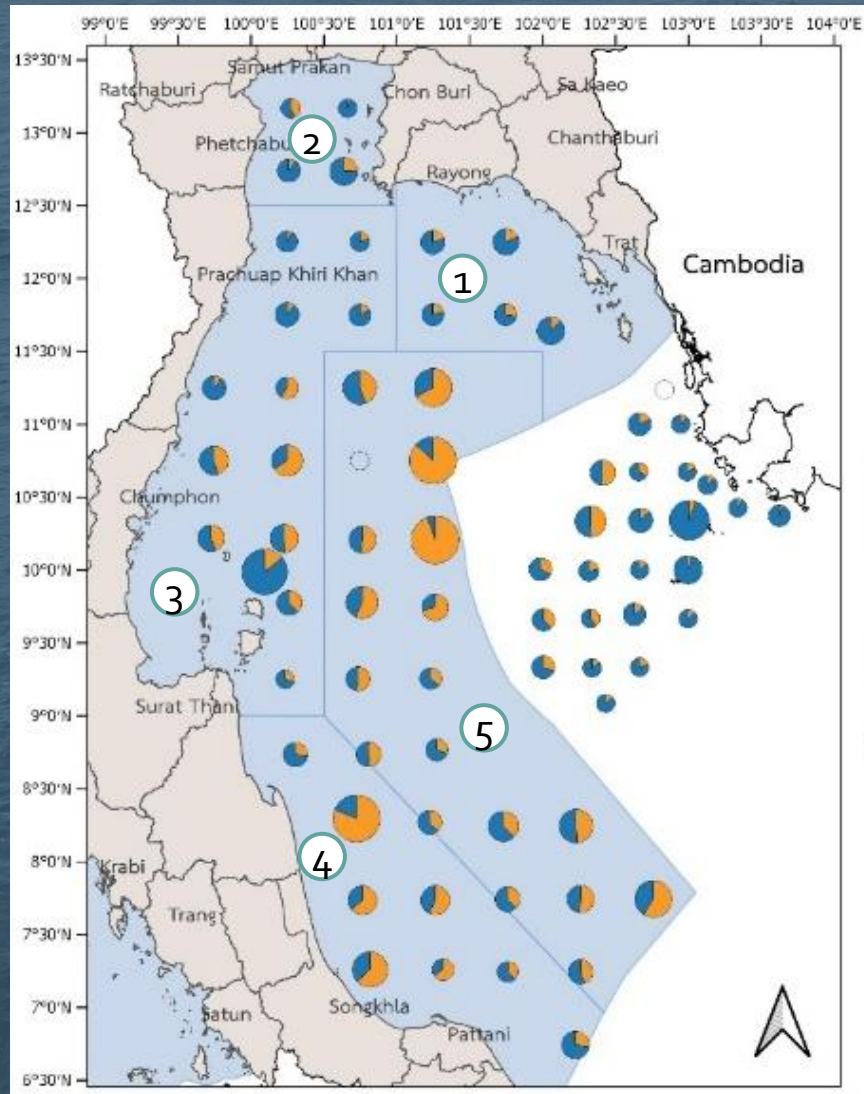 99°0'E 99°30'E 100°0'E 100°30'E 101°0'E 101°30'E 102°0'E 102°30'E 103°0'E 103°30'E 104°0'E
13°30'N
Samut Prakan
Ratchaburi
Chon Buri
Sa Kaeo
13°0'N
2
Phetchabu
Chanthaburi
Rayong
12°30'N
Trat
Cambodia
12°0'N
Prachuap Khiri Khan
1
11°30'N
11°0'N
10°30'N
Chumphon
10°0'N
3
9°30'N
Surat Thani
9°0'N
5
8°30'N
8°0'N
4
Krabi
Trang
7°30'N
7°0'N
Satun
Songkhla
Pattani
6°30'N